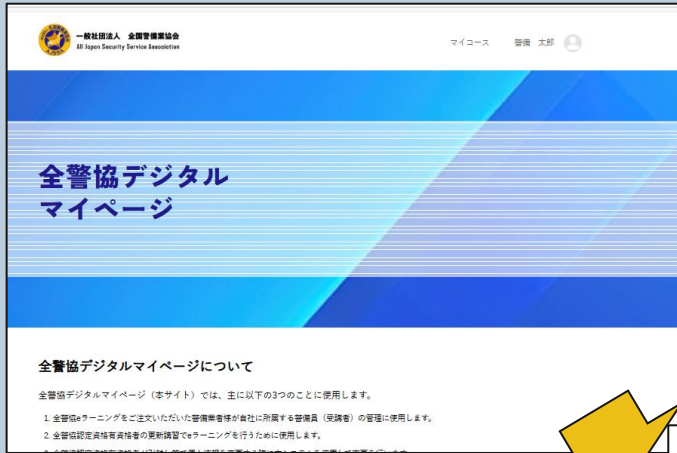 一般社団法人 全国警備業協会
All Japan Security Service Association
マイコース 警備 太郎
全警協デジタル
マイページ
全警協デジタルマイページについて
全警協デジタルマイページ（本サイト）では、主に以下の3つのことに使用します。
1. 全警協eラーニングをご注文いただいた警備業者様が自社に所属する警備員（受講者）の管理に使用します。
2. 全警協認定資格有資格者の更新講習でeラーニングを行うために使用します。